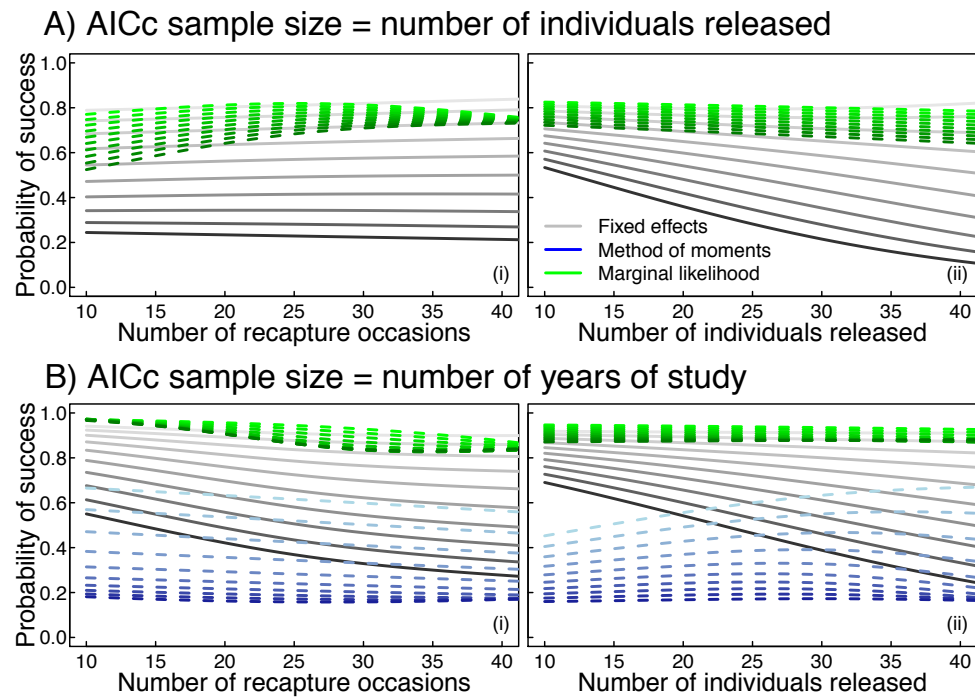 A) AICc sample size = number of individuals released
Probability of success
1.0
0.8
0.6
0.4
0.2
0.0
Fixed effects
Method of moments
Marginal likelihood
(i)
(ii)
10 15 20 25 30 35 40
10 15 20 25 30 35 40
Number of recapture occasions
Number of individuals released
B) AICc sample size = number of years of study
Probability of success
1.0
0.8
0.6
0.4
0.2
0.0
(i)
(ii)
10 15 20 25 30 35 40
10 15 20 25 30 35 40
Number of recapture occasions
Number of individuals released